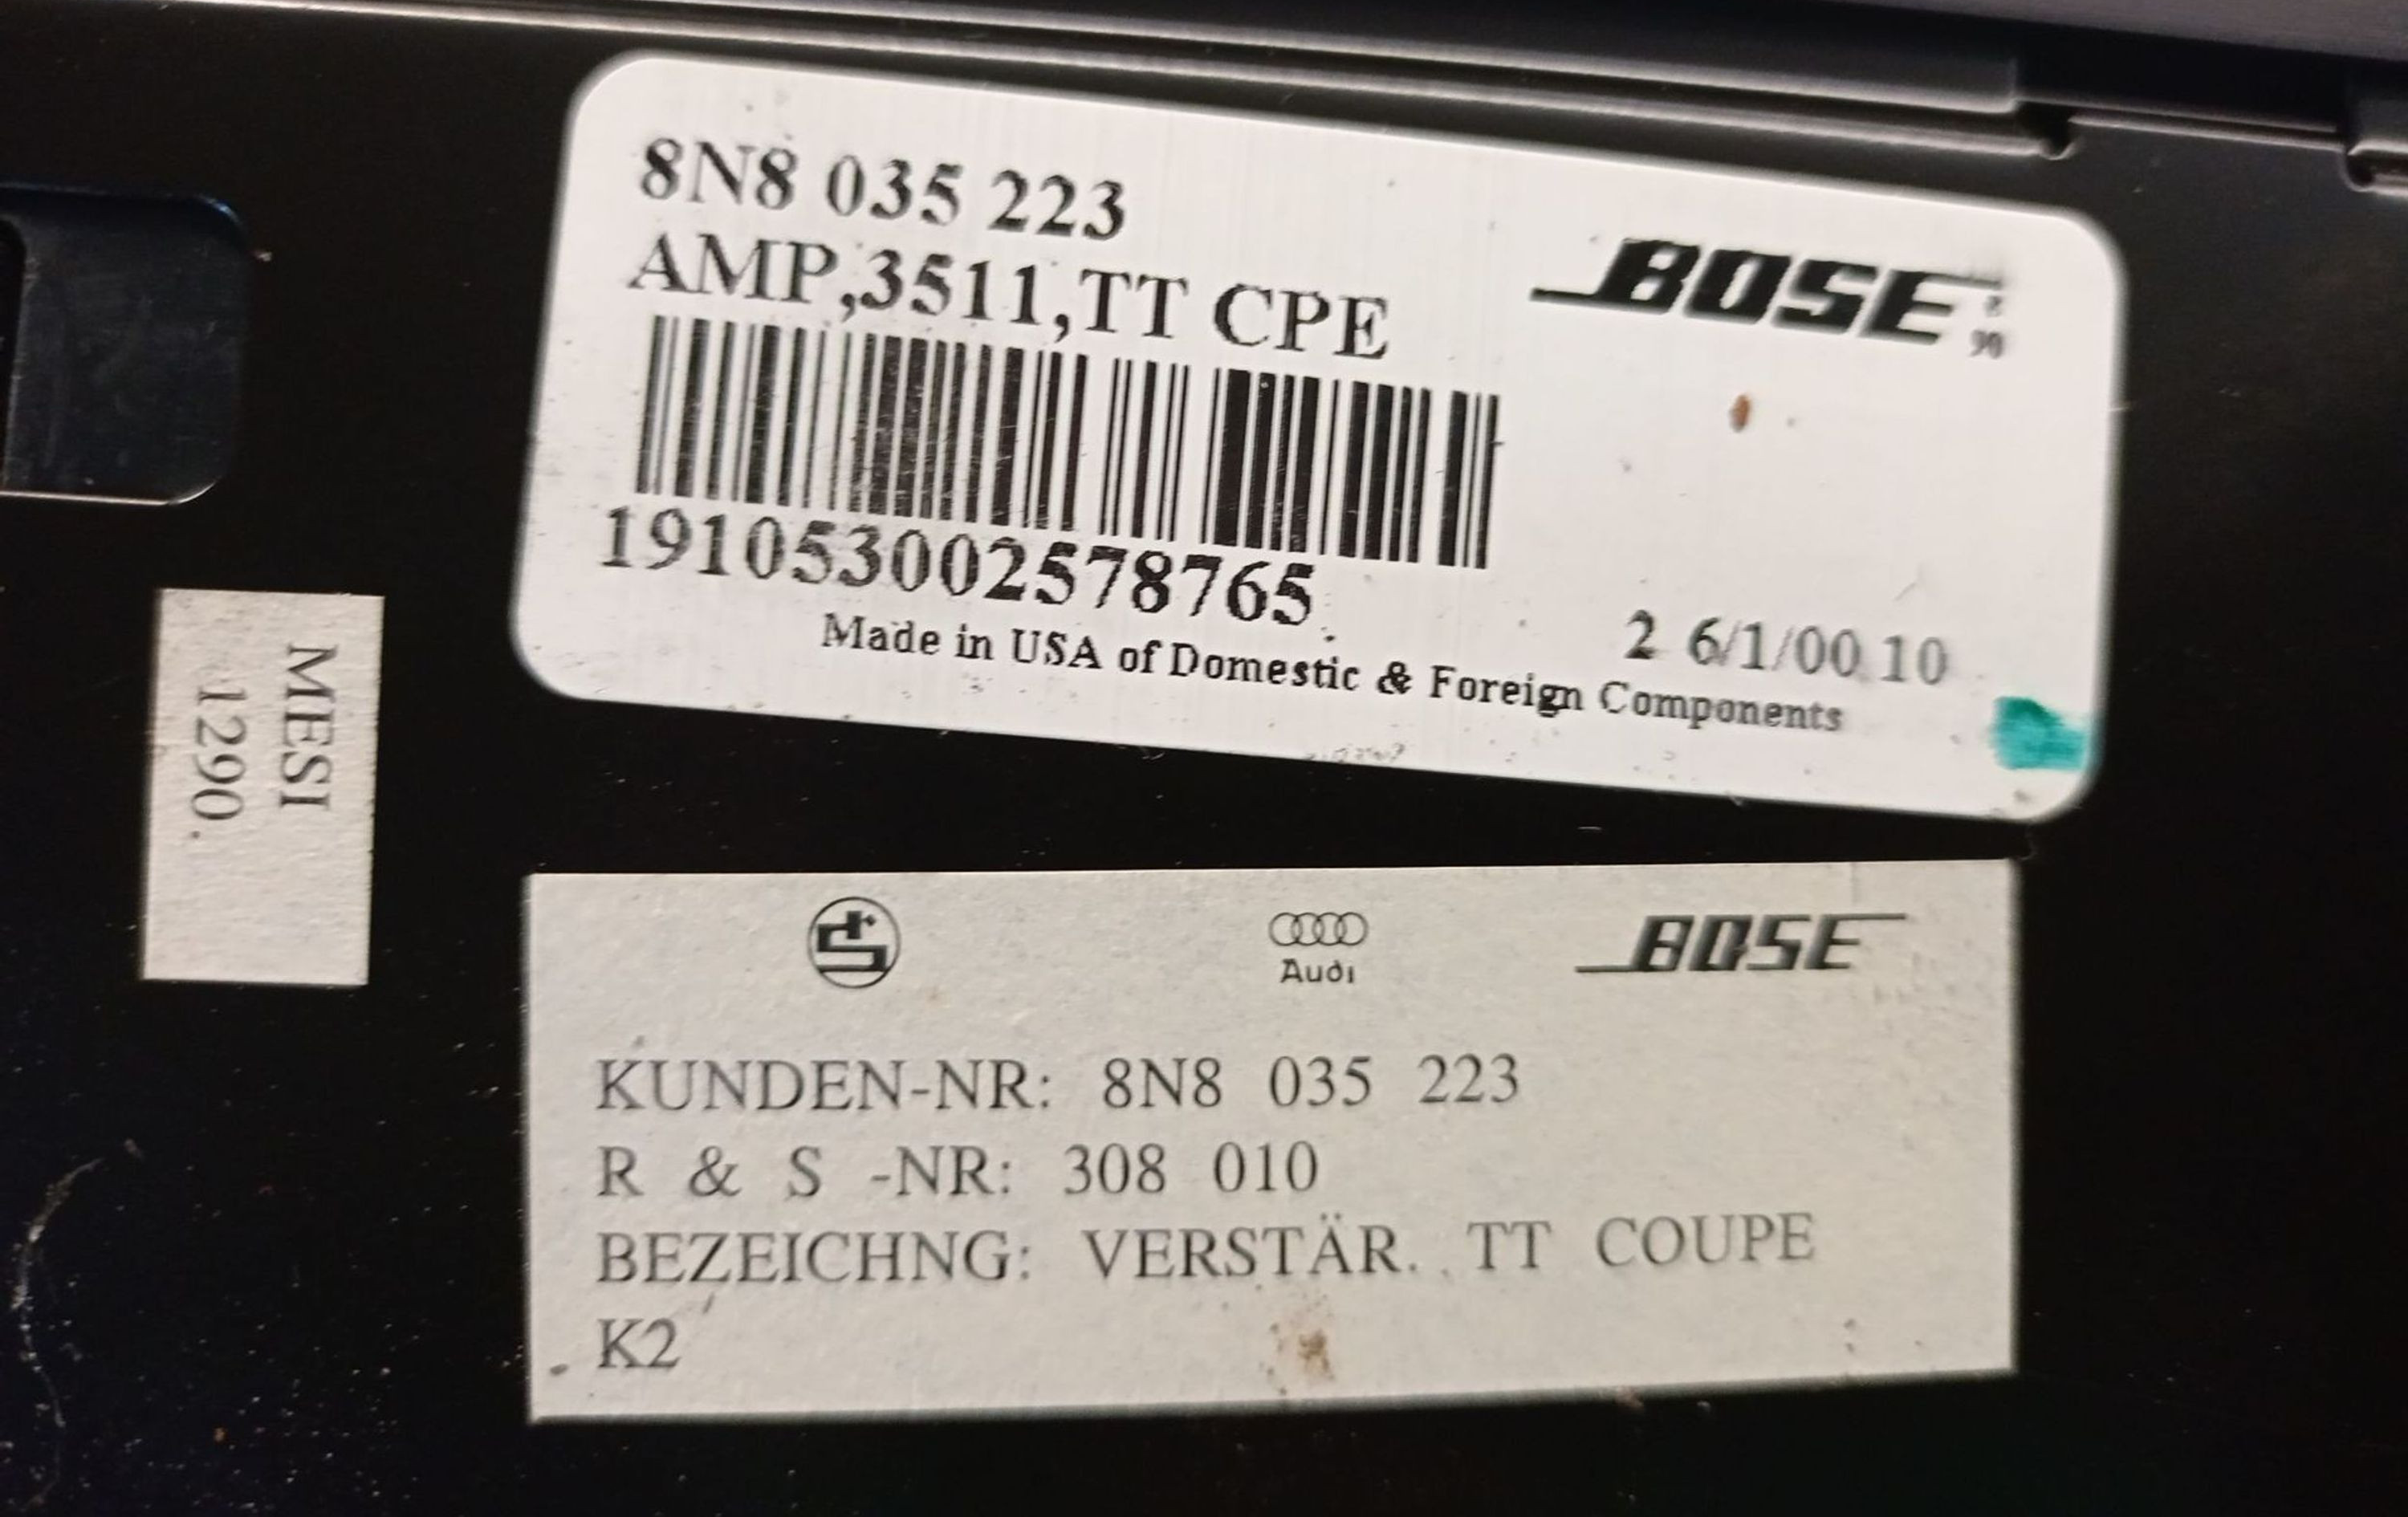 8N8 035 223
AMP,3511,TT CPE
BOSE
191053002578765
2 6/1/00 10
Made in USA of Domestic & Foreign Components
MESI
1290.
Audi
BOSE
KUNDEN-NR: 8N8 035 223
R & S -NR: 308 010
BEZEICHNG: VERSTÄR. TT COUPE
K2